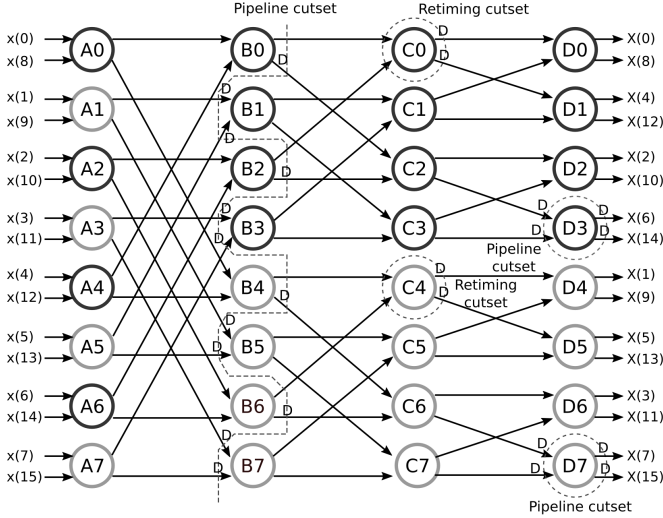 Pipeline cutset Retiming cutset
x(0) A0 B0 D C0 D D0 X(0)
x(8) D X(8)
x(1) A1 D B1 C1 D1 X(4)
x(9) D X(12)
x(2) A2 B2 D C2 D2 X(2)
x(10) X(10)
x(3) A3 D B3 C3 D D3 D X(6)
x(11) D D D X(14)
Pipeline
cutset
x(4) A4 B4 D C4 D D4 X(1)
x(12) D X(9)
Retiming
cutset
x(5) A5 D B5 C5 D5 X(5)
x(13) D X(13)
x(6) A6 B6 D C6 D6 X(3)
x(14) X(11)
x(7) A7 D B7 C7 D D7 D X(7)
x(15) D D D X(15)
Pipeline cutset